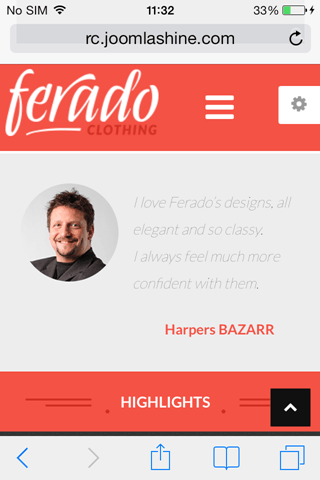 No SIM 11:32 33%
rc.joomlashine.com
ferado
CLOTHING
I love Ferado's designs, all
elegant and so classy.
I always feel much more
confident with them.
Harpers BAZARR
HIGHLIGHTS